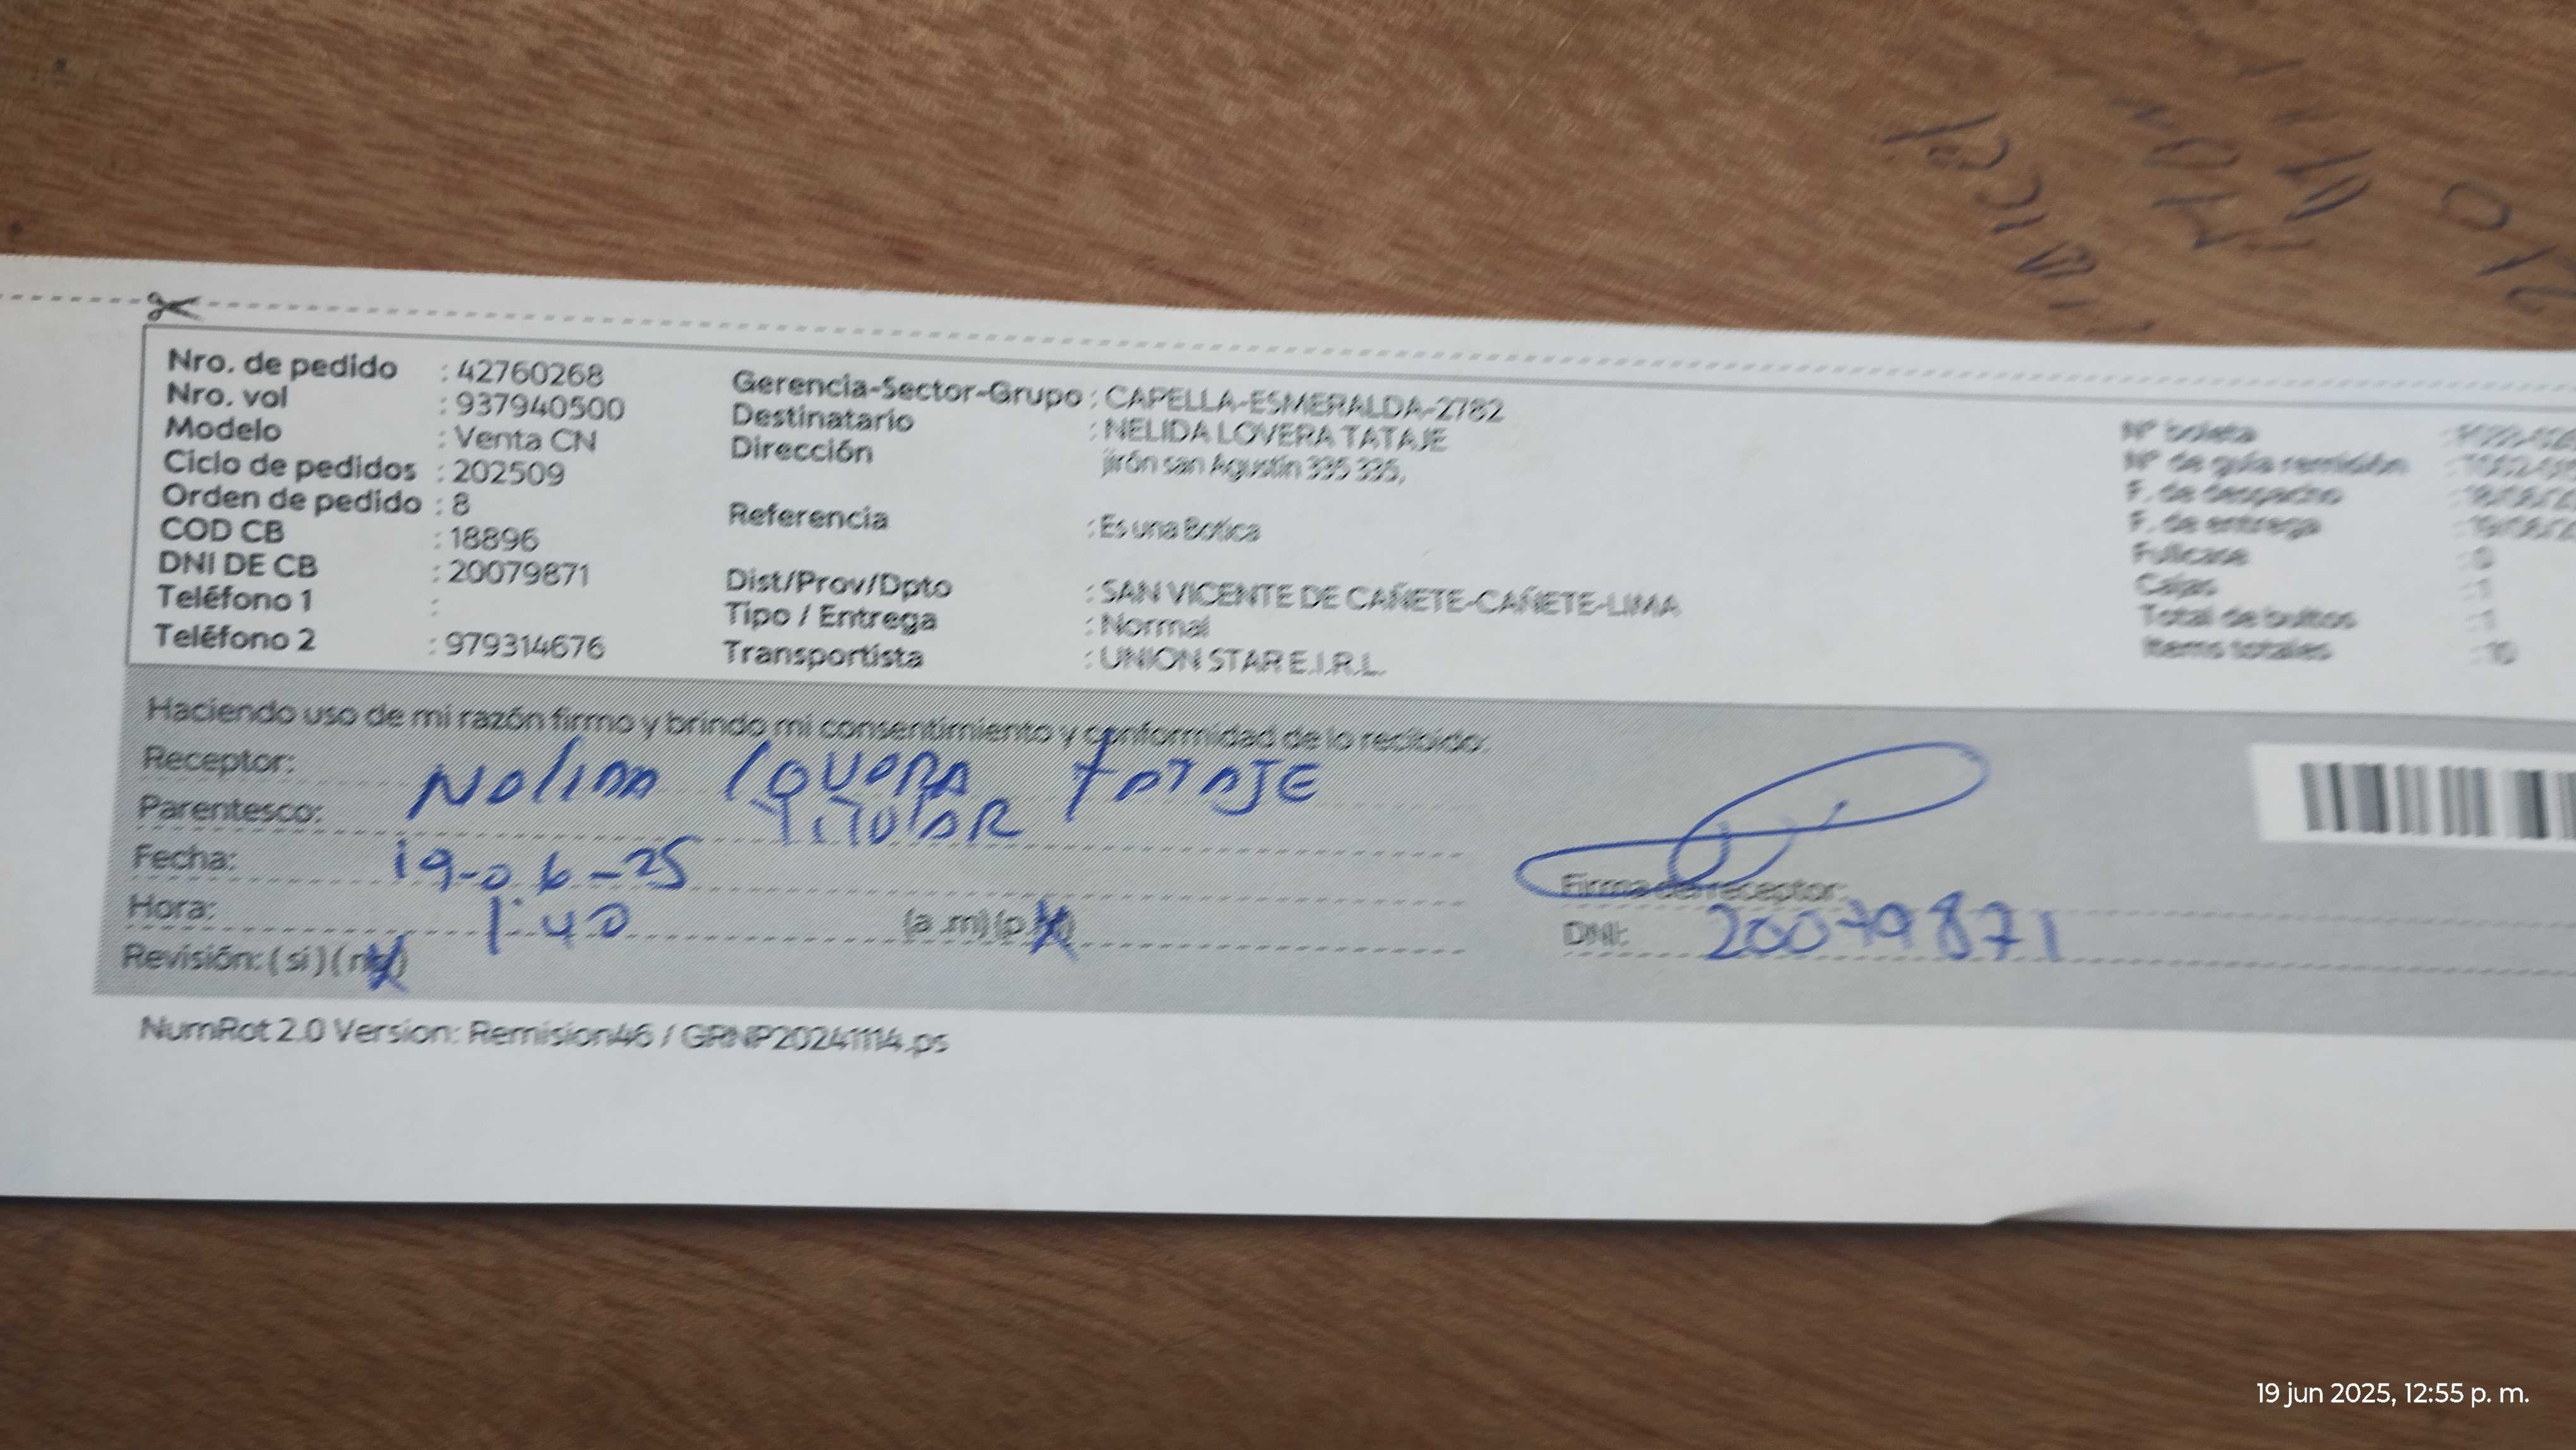 Nro. de pedido : 42760268
Nro. vol : 937940500
Modelo : Venta CN
Ciclo de pedidos : 202509
Orden de pedido : 8
COD CB : 18896
DNI DE CB : 20079871
Teléfono 1 :
Teléfono 2 : 979314676
Gerencia-Sector-Grupo : CAPELLA-ESMERALDA-2782
Destinatario : NELIDA LOVERA TATAJE
Dirección jirón san Agustín 335 335,
Referencia : Es una Botica
Dist/Prov/Dpto : SAN VICENTE DE CAÑETE-CAÑETE-LIMA
Tipo / Entrega : Normal
Transportista : UNION STAR E.I.R.L.
Nº boleta
Nº de guía remisión
F. de despacho
F. de entrega
Fullcase : 0
Cajas : 1
Total de bultos : 1
Items totales : 10
Haciendo uso de mi razón firmo y brindo mi consentimiento y conformidad de lo recibido:
Receptor: NElIDA lOVERA TATAJE
Parentesco: TiTUlAR
Fecha: 19-06-25
Hora: 1:40 (a.m)(p.m)
Revisión: (si) (no)
Firma del receptor:
DNI: 20079871
NumRot 2.0 Version: Remision46 / GRNP20241114.ps
19 jun 2025, 12:55 p. m.